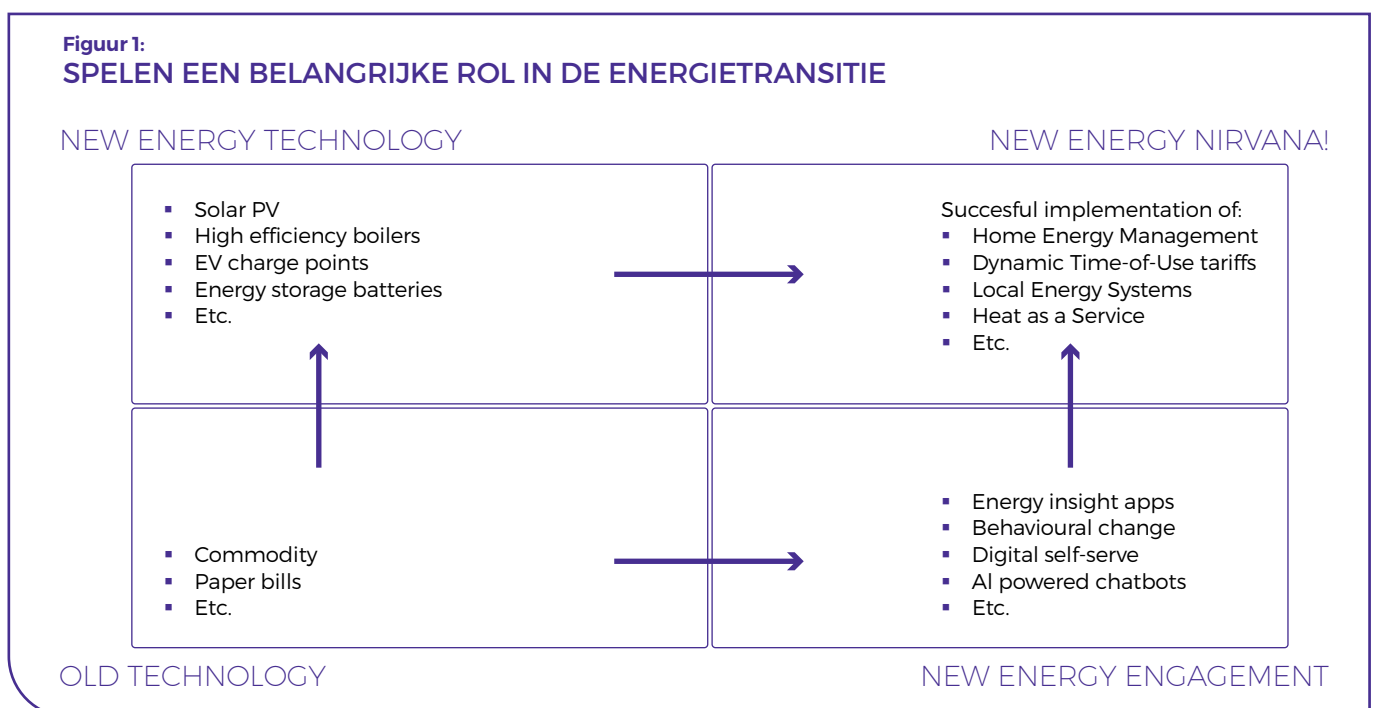 Figuur 1:
SPELEN EEN BELANGRIJKE ROL IN DE ENERGIETRANSITIE
NEW ENERGY TECHNOLOGY
NEW ENERGY NIRVANA!
▪ Solar PV
▪ High efficiency boilers
▪ EV charge points
▪ Energy storage batteries
▪ Etc.
Succesful implementation of:
▪ Home Energy Management
▪ Dynamic Time-of-Use tariffs
▪ Local Energy Systems
▪ Heat as a Service
▪ Etc.
▪ Commodity
▪ Paper bills
▪ Etc.
▪ Energy insight apps
▪ Behavioural change
▪ Digital self-serve
▪ AI powered chatbots
▪ Etc.
OLD TECHNOLOGY
NEW ENERGY ENGAGEMENT